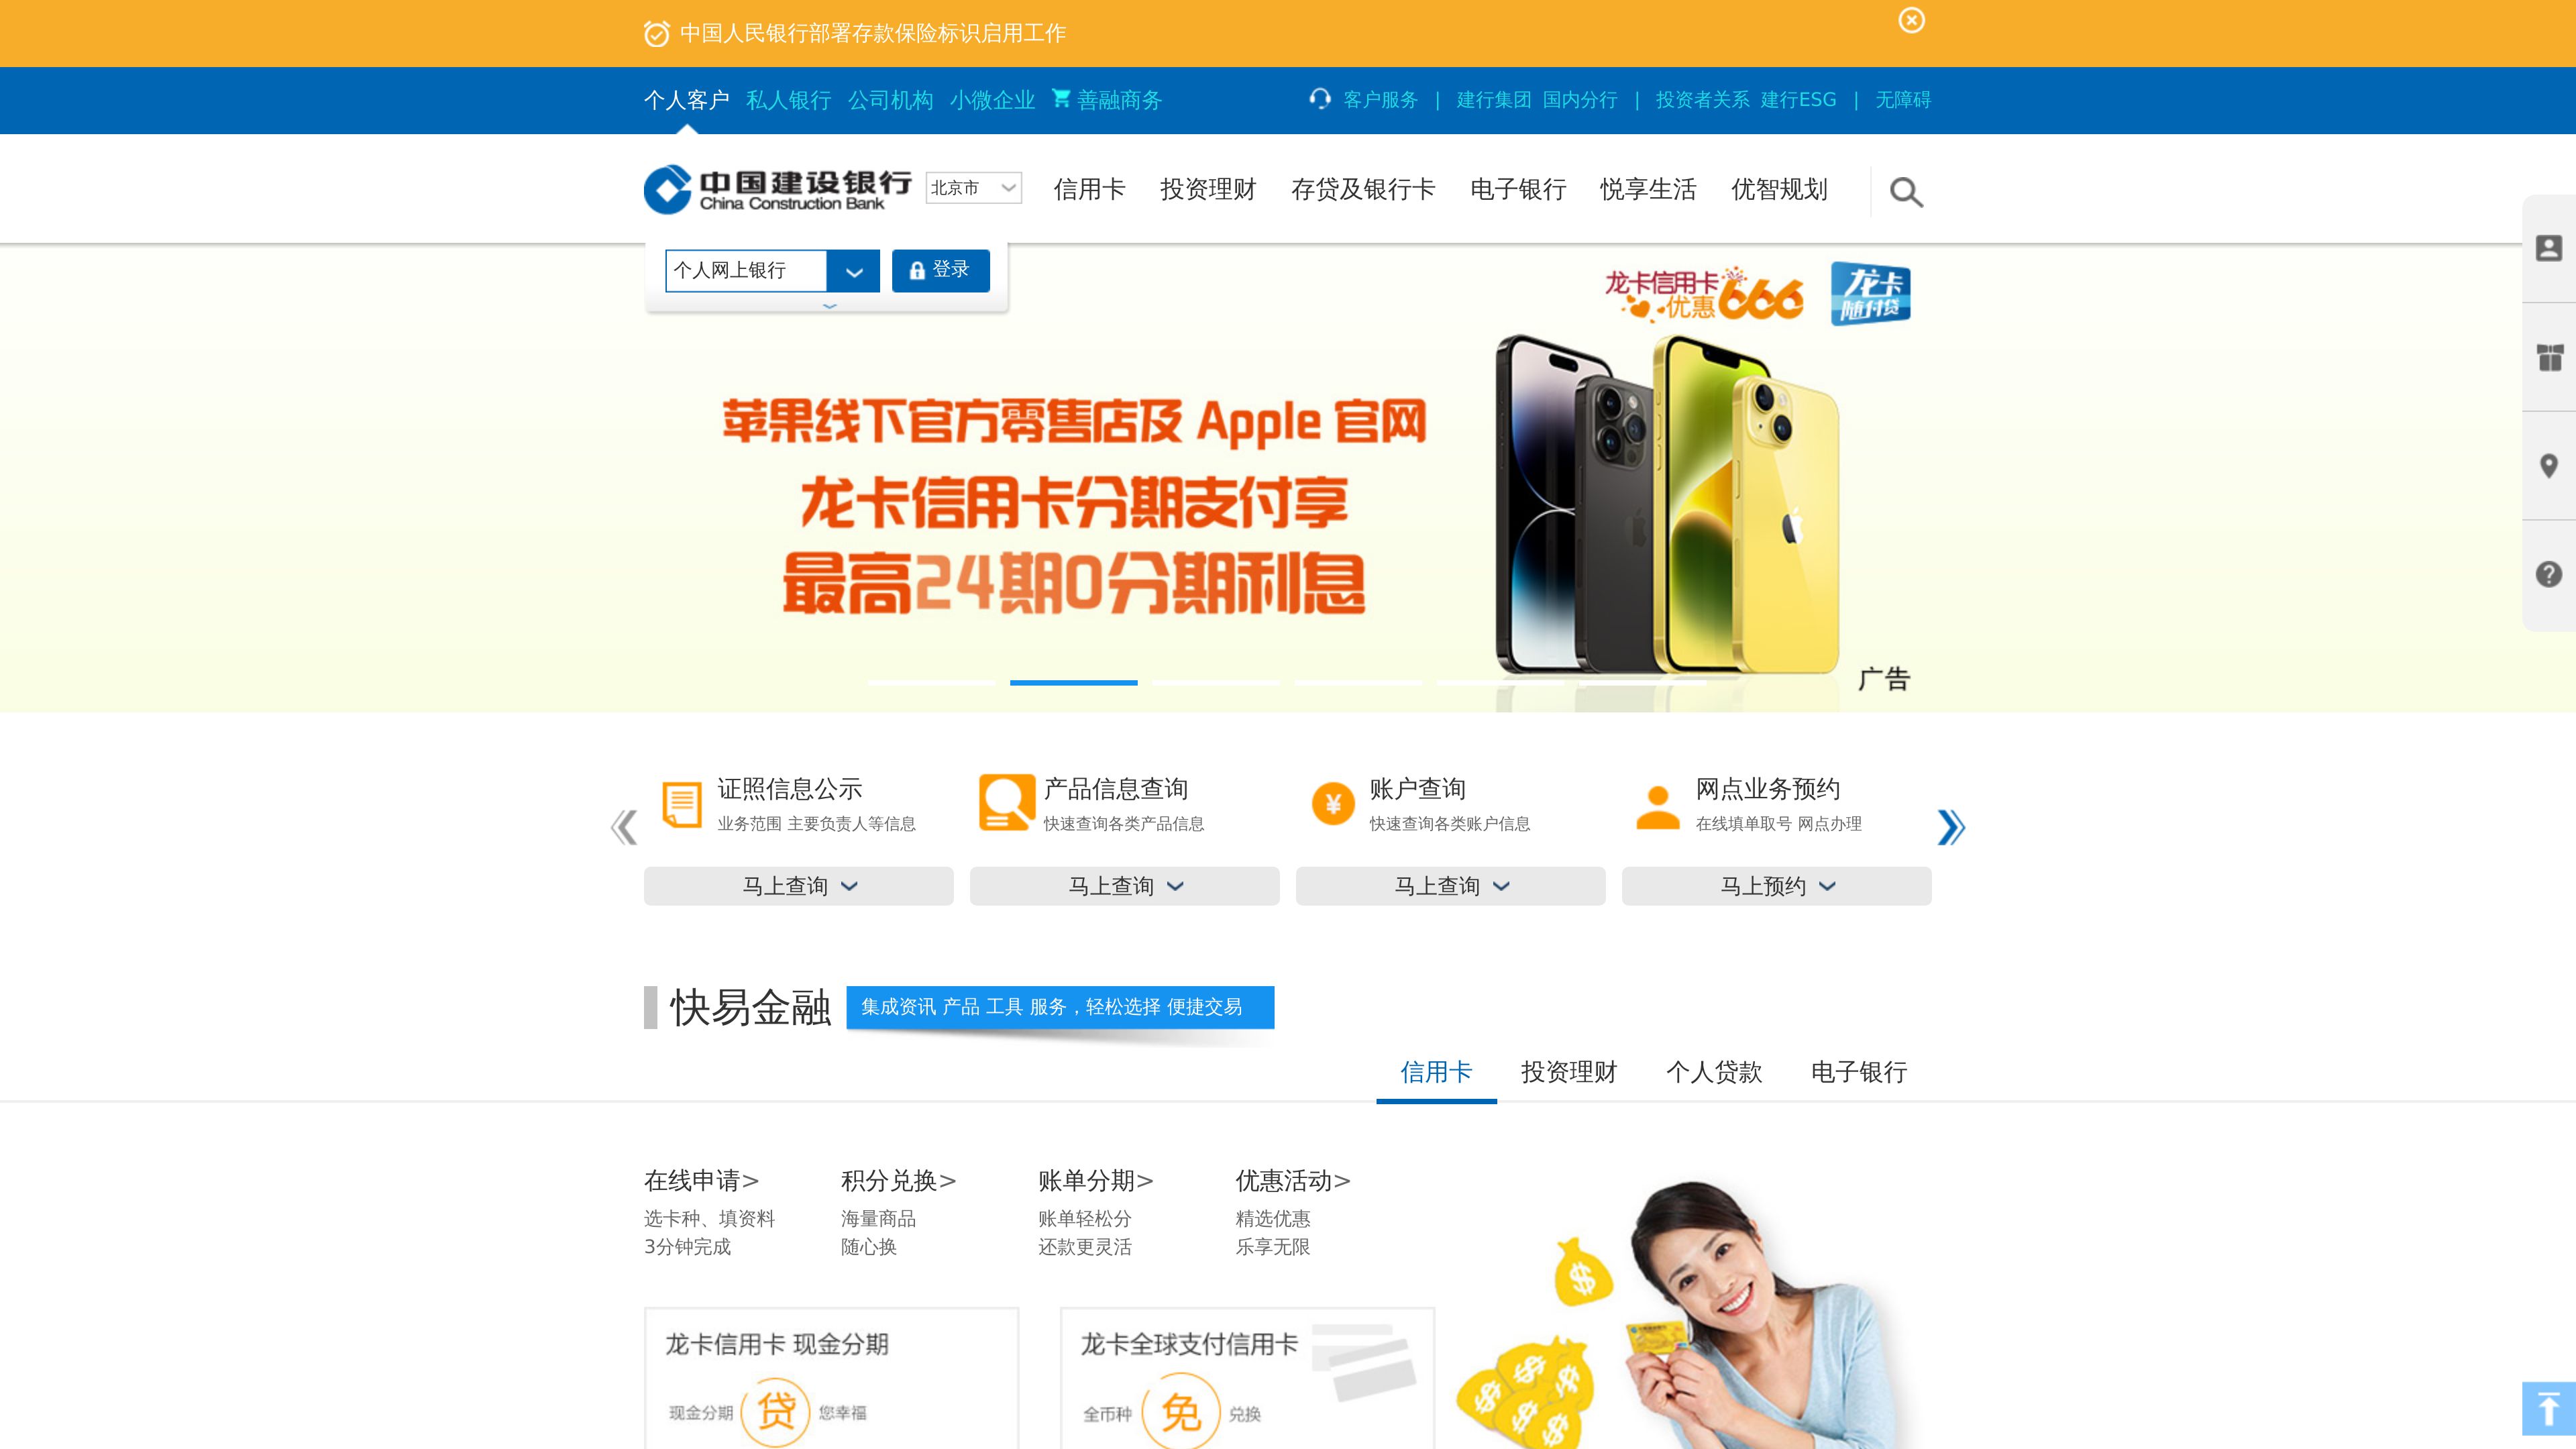 中国人民银行部署存款保险标识启用工作
个人客户 私人银行 公司机构 小微企业 善融商务 客户服务 | 建行集团 国内分行 | 投资者关系 建行ESG | 无障碍
中国建设银行
China Construction Bank
北京市
信用卡 投资理财 存贷及银行卡 电子银行 悦享生活 优智规划
个人网上银行 登录
龙卡信用卡
优惠666
龙卡
随付贷
苹果线下官方零售店及 Apple 官网
龙卡信用卡分期支付享
最高24期0分期利息
广告
证照信息公示
业务范围 主要负责人等信息
马上查询
产品信息查询
快速查询各类产品信息
马上查询
账户查询
快速查询各类账户信息
马上查询
网点业务预约
在线填单取号 网点办理
马上预约
快易金融
集成资讯 产品 工具 服务，轻松选择 便捷交易
信用卡 投资理财 个人贷款 电子银行
在线申请>
选卡种、填资料
3分钟完成
积分兑换>
海量商品
随心换
账单分期>
账单轻松分
还款更灵活
优惠活动>
精选优惠
乐享无限
龙卡信用卡 现金分期
现金分期 贷 您幸福
龙卡全球支付信用卡
全币种 免 兑换